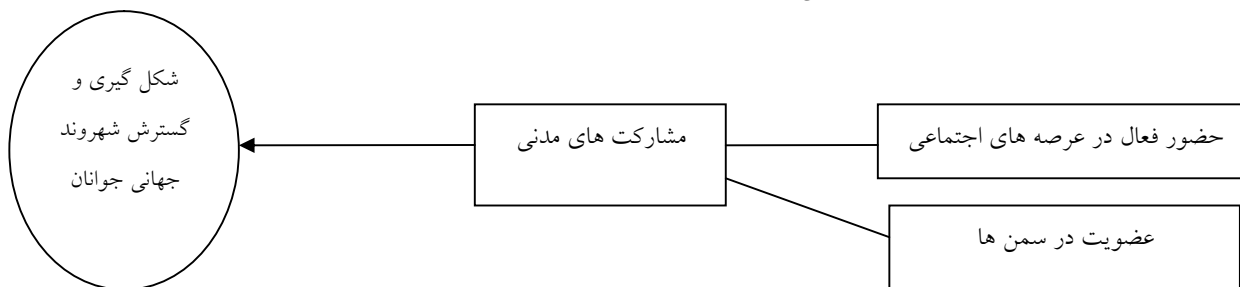 شکل گیری و
گسترش شهروند
جهانی جوانان
مشارکت های مدنی
حضور فعال در عرصه های اجتماعی
عضویت در سمن ها